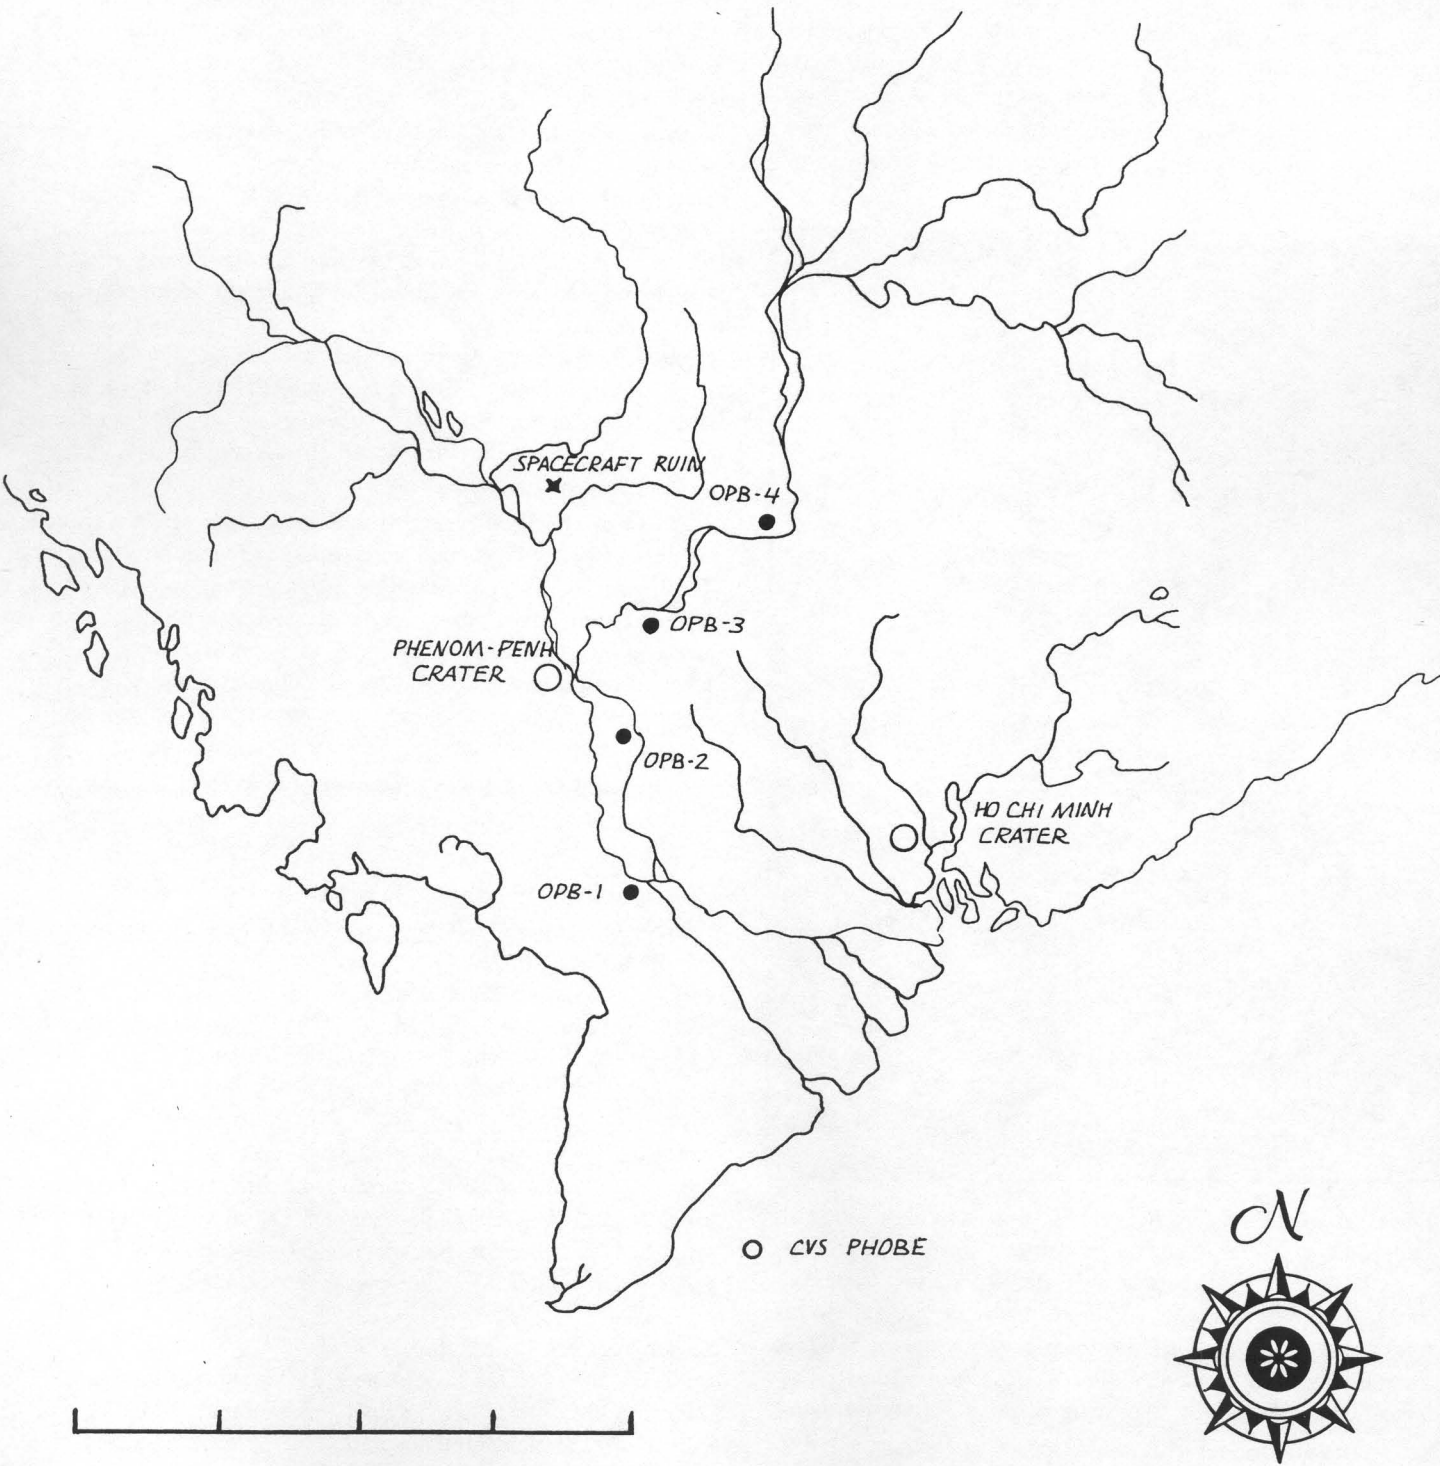 SPACECRAFT RUIN
OPB-4
OPB-3
PHENOM-PENH
CRATER
OPB-2
HO CHI MINH
CRATER
OPB-1
N
CVS PHOBE